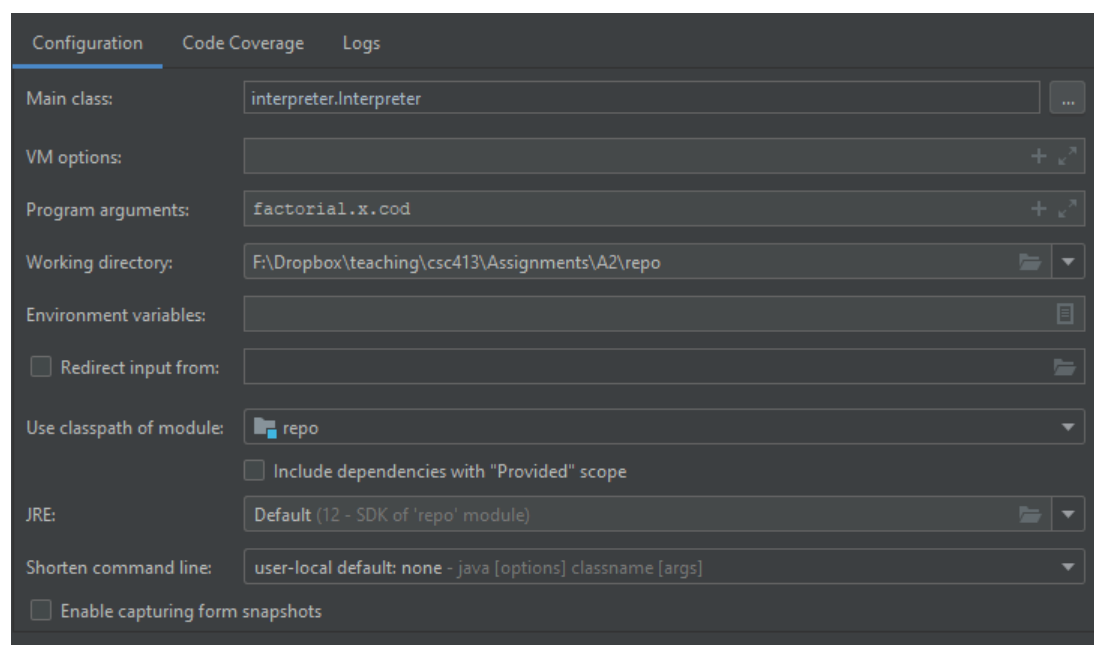 Configuration Code Coverage Logs
Main class: interpreter.Interpreter ...
VM options:
Program arguments: factorial.x.cod
Working directory: F:\Dropbox\teaching\csc413\Assignments\A2\repo
Environment variables:
Redirect input from:
Use classpath of module: repo
Include dependencies with "Provided" scope
JRE: Default (12 - SDK of 'repo' module)
Shorten command line: user-local default: none - java [options] classname [args]
Enable capturing form snapshots